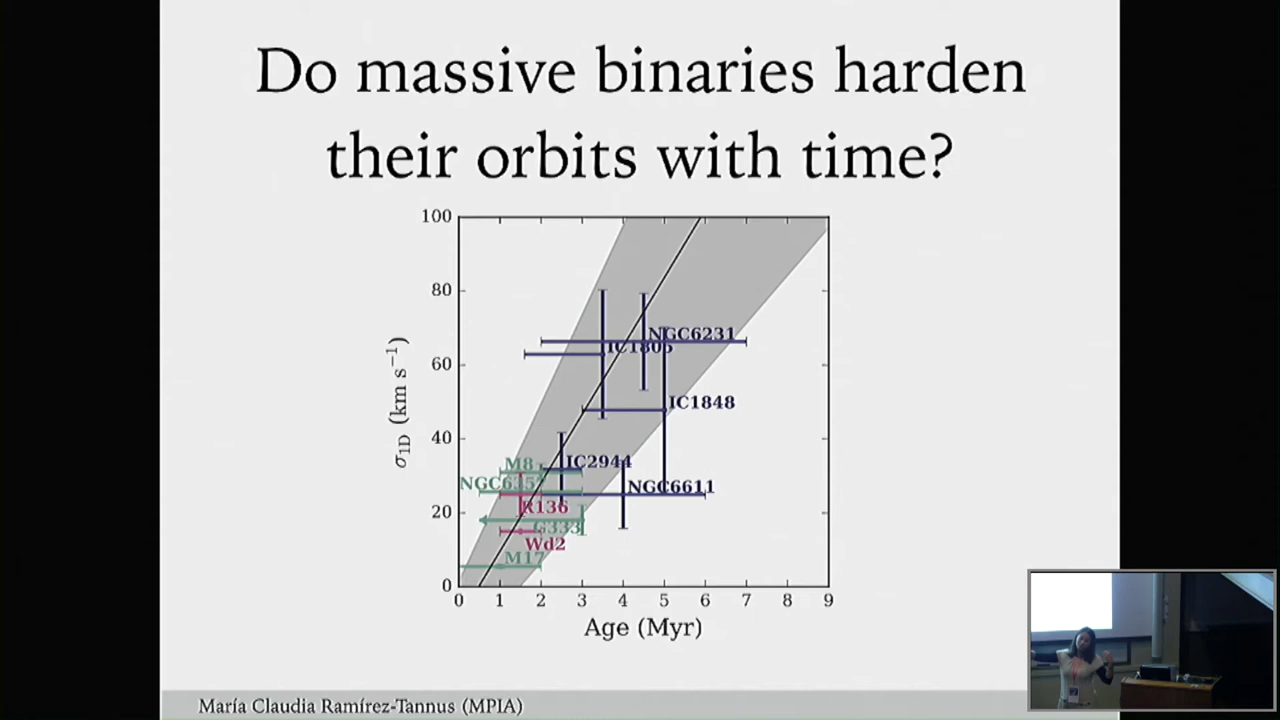 Do massive binaries harden
their orbits with time?
100
80
60
40
20
0
σ1D (km s⁻¹)
NGC6231
IC1805
IC1848
M8
IC2944
NGC6357
NGC6611
R136
G333
Wd2
M17
0 1 2 3 4 5 6 7 8 9
Age (Myr)
María Claudia Ramírez-Tannus (MPIA)